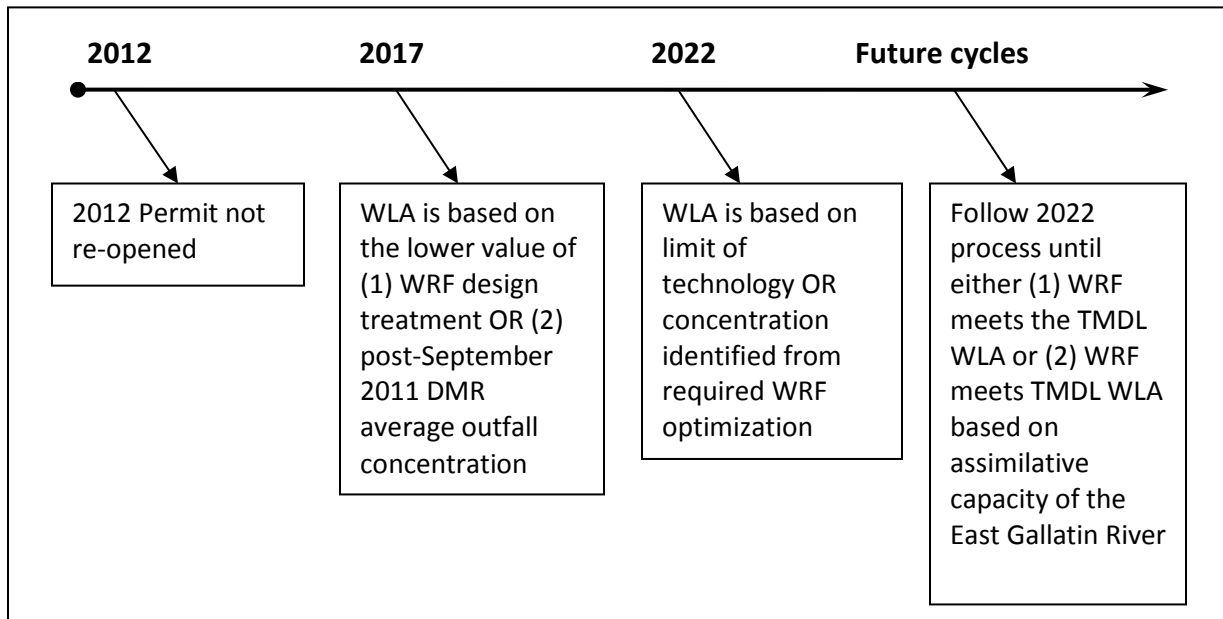 2012
2017
2022
Future cycles
2012 Permit not
re-opened
WLA is based on
the lower value of
(1) WRF design
treatment OR (2)
post-September
2011 DMR
average outfall
concentration
WLA is based on
limit of
technology OR
concentration
identified from
required WRF
optimization
Follow 2022
process until
either (1) WRF
meets the TMDL
WLA or (2) WRF
meets TMDL WLA
based on
assimilative
capacity of the
East Gallatin River